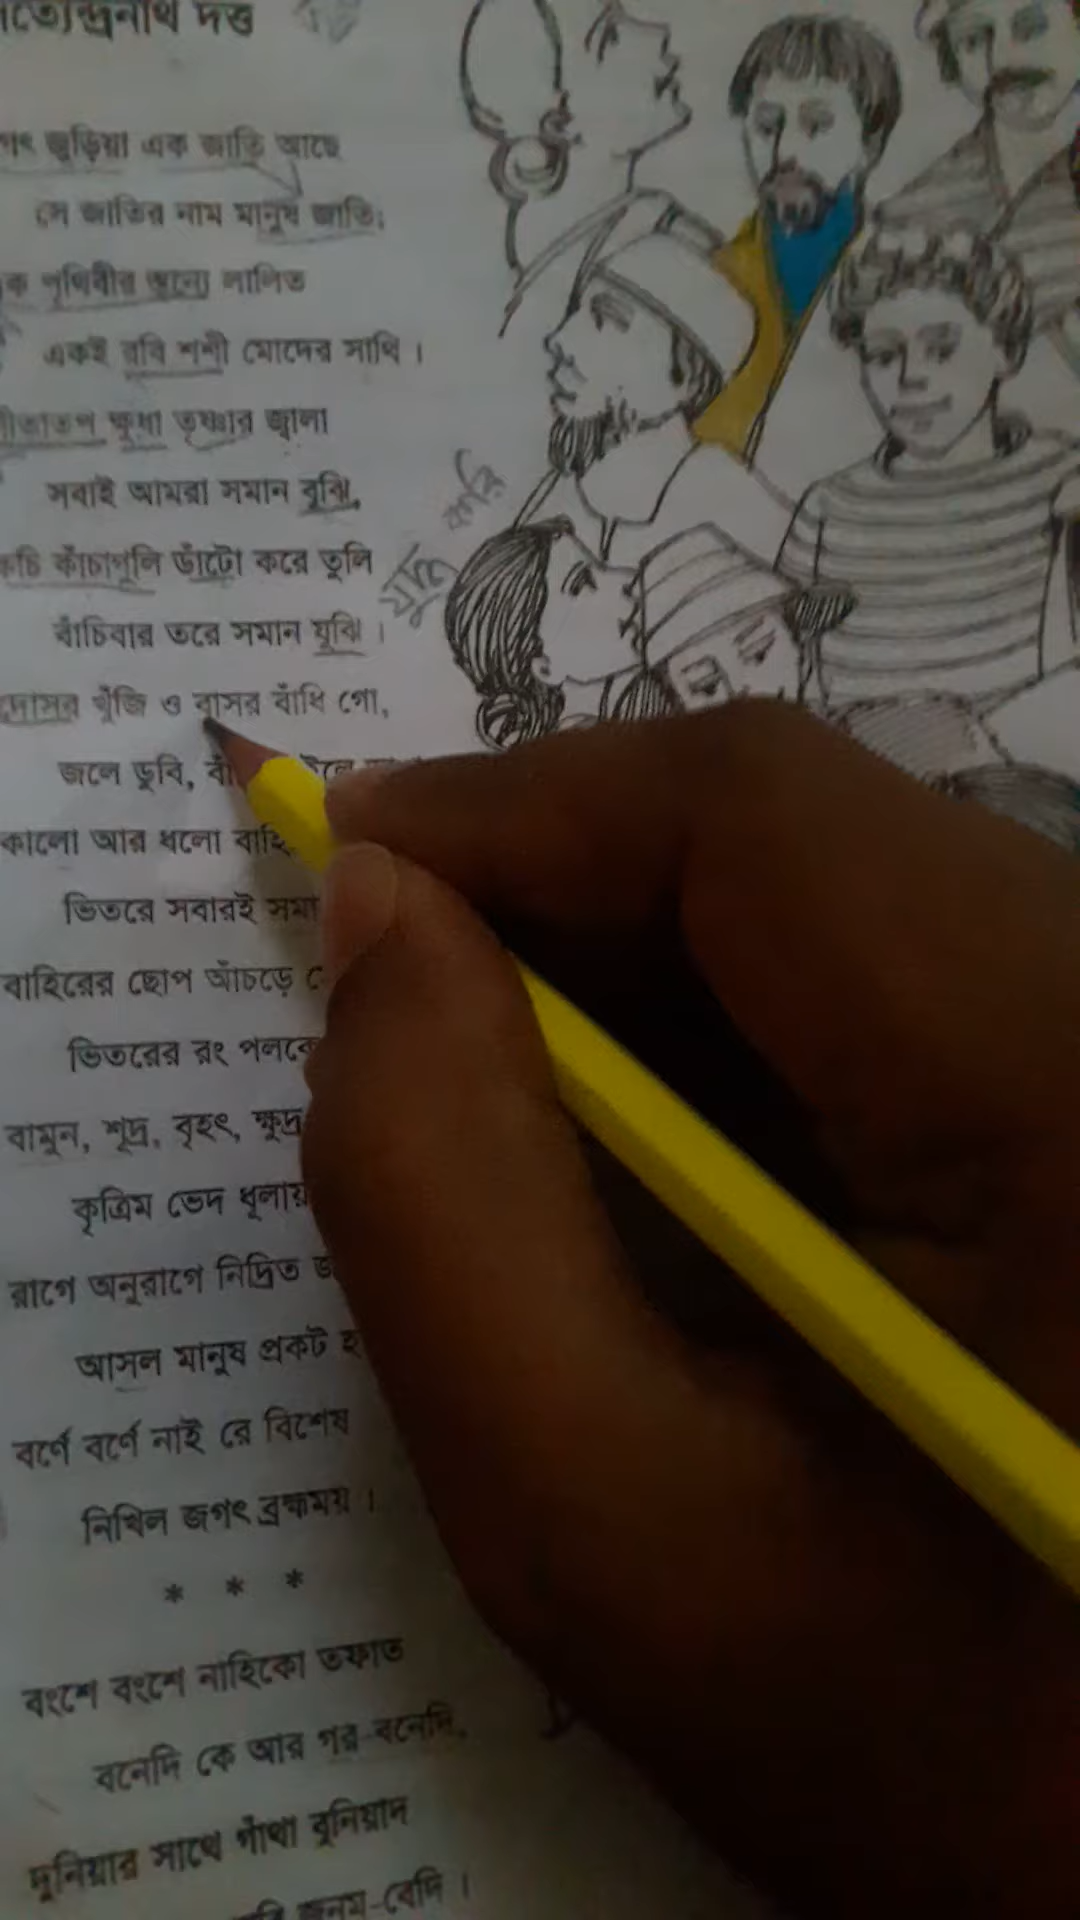 সত্যেন্দ্রনাথ দত্ত
জুড়িয়া এক জাতি আছে
সে জাতির নাম মানুষ জাতি;
পৃথিবীর স্তন্যে লালিত
একই রবি শশী মোদের সাথি ।
শীতাতপ ক্ষুধা তৃষ্ণার জ্বালা
সবাই আমরা সমান বুঝি,
কচি কাঁচাগুলি ডাঁটো করে তুলি
বাঁচিবার তরে সমান যুঝি ।
যুদ্ধ করি
দোসর খুঁজি ও বাসর বাঁধি গো,
জলে ডুবি, বাঁ
কালো আর ধলো বাহি
ভিতরে সবারই সমা
বাহিরের ছোপ আঁচড়ে
ভিতরের রং পলকে
বামুন, শূদ্র, বৃহৎ, ক্ষুদ্র
কৃত্রিম ভেদ ধূলায়
রাগে অনুরাগে নিদ্রিত জ
আসল মানুষ প্রকট হ
বর্ণে বর্ণে নাই রে বিশেষ
নিখিল জগৎ ব্রহ্মময় ।
* * *
বংশে বংশে নাহিকো তফাত
বনেদি কে আর গর-বনেদি,
দুনিয়ার সাথে গাঁথা বুনিয়াদ
জনম-বেদি ।